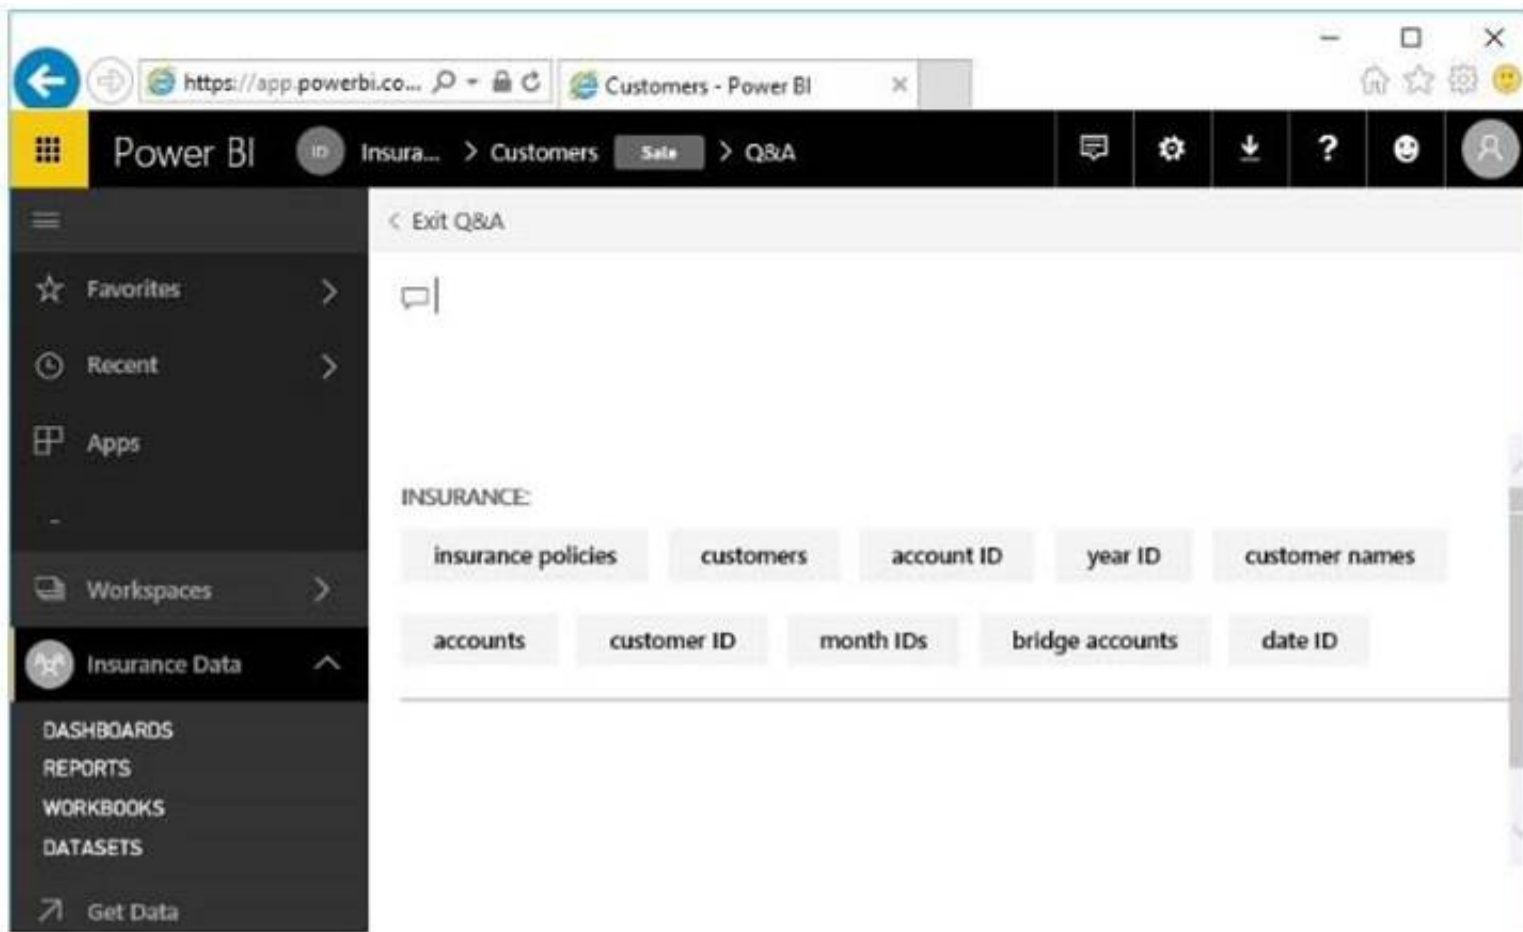 https://app.powerbi.co...
Customers - Power BI
Power BI ID Insura... > Customers Sale > Q&A ?
< Exit Q&A
Favorites
Recent
Apps
INSURANCE:
insurance policies customers account ID year ID customer names
accounts customer ID month IDs bridge accounts date ID
Workspaces
Insurance Data
DASHBOARDS
REPORTS
WORKBOOKS
DATASETS
Get Data